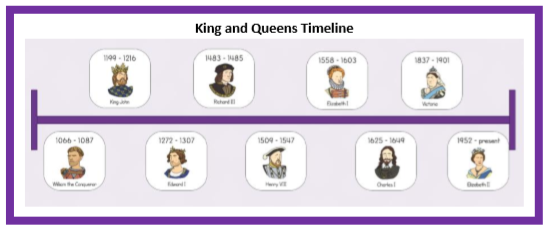 King and Queens Timeline
1199 - 1216
King John
1483 - 1485
Richard III
1558 - 1603
Elizabeth I
1837 - 1901
Victoria
1066 - 1087
William the Conqueror
1272 - 1307
Edward I
1509 - 1547
Henry VIII
1625 - 1649
Charles I
1952 - present
Elizabeth II